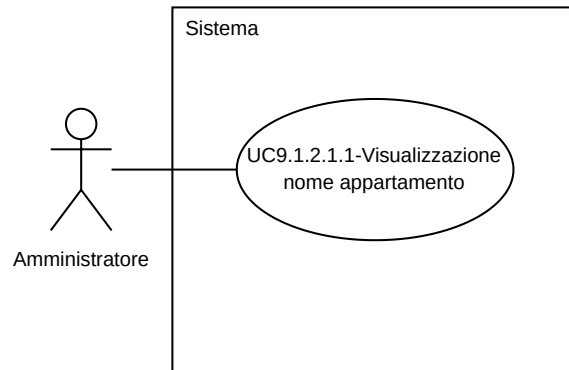 Sistema
UC9.1.2.1.1-Visualizzazione
nome appartamento
Amministratore